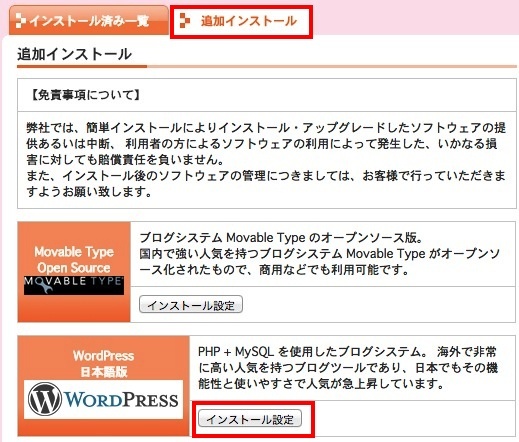 インストール済み一覧
追加インストール
追加インストール
【免責事項について】
弊社では、簡単インストールによりインストール・アップグレードしたソフトウェアの提
供あるいは中断、 利用者の方によるソフトウェアの利用によって発生した、いかなる損
害に対しても賠償責任を負いません。
また、インストール後のソフトウェアの管理につきましては、お客様で行っていただきま
すようお願い致します。
Movable Type
Open Source
MOVABLE TYPE
ブログシステム Movable Type のオープンソース版。
国内で強い人気を持つブログシステム Movable Type がオープンソ
ース化されたもので、商用などでも利用可能です。
インストール設定
WordPress
日本語版
WORDPRESS
PHP + MySQL を使用したブログシステム。 海外で非常
に高い人気を持つブログツールであり、日本でもその機
能性と使いやすさで人気が急上昇しています。
インストール設定